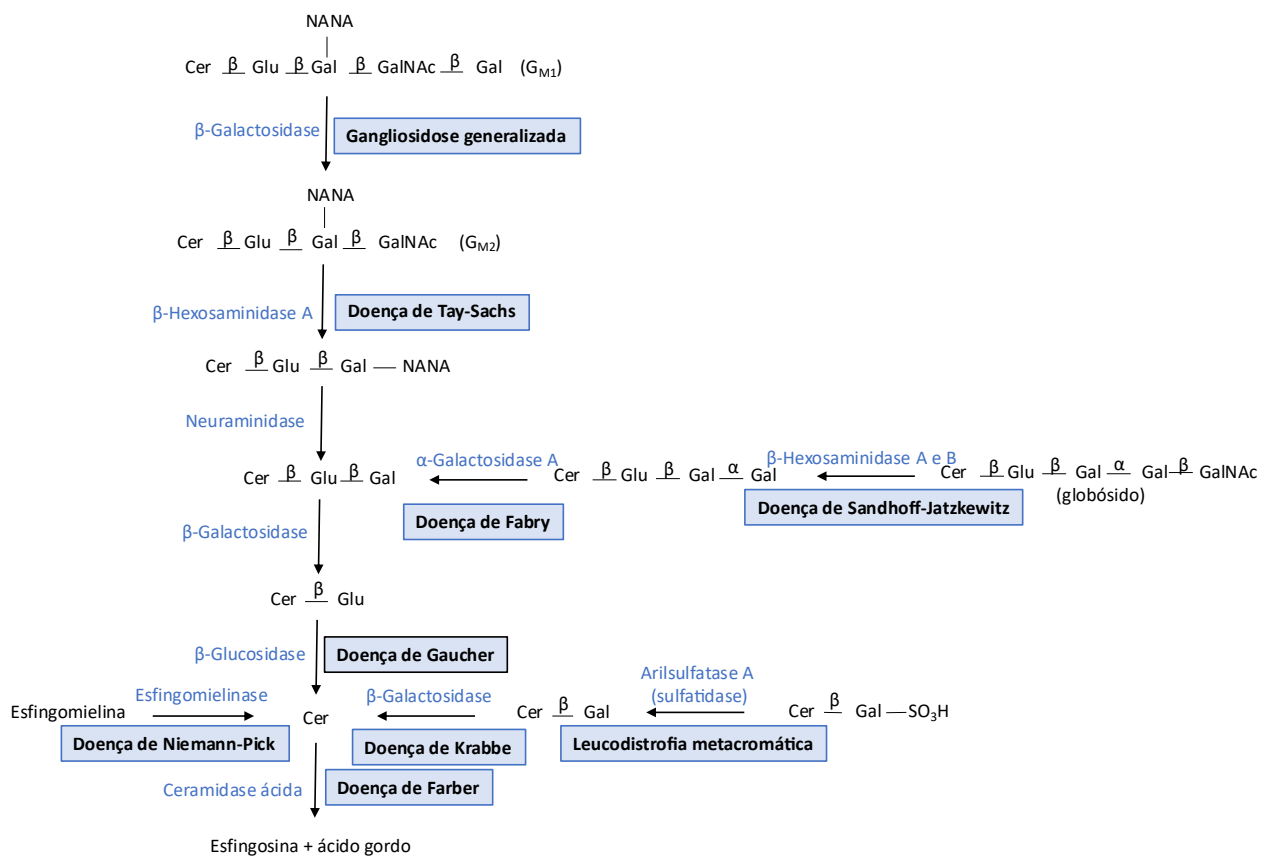 NANA
Cer β Glu β Gal β GalNAc β Gal (GM1)
β-Galactosidase
Gangliosidose generalizada
NANA
Cer β Glu β Gal β GalNAc (GM2)
β-Hexosaminidase A
Doença de Tay-Sachs
Cer β Glu β Gal — NANA
Neuraminidase
α-Galactosidase A
β-Hexosaminidase A e B
Cer β Glu β Gal
Cer β Glu β Gal α Gal
Cer β Glu β Gal α Gal β GalNAc
(globósido)
Doença de Fabry
Doença de Sandhoff-Jatzkewitz
β-Galactosidase
Cer β Glu
β-Glucosidase
Doença de Gaucher
Esfingomielinase
β-Galactosidase
Arilsulfatase A
(sulfatidase)
Esfingomielina
Cer
Cer β Gal
Cer β Gal — SO3H
Doença de Niemann-Pick
Doença de Krabbe
Leucodistrofia metacromática
Ceramidase ácida
Doença de Farber
Esfingosina + ácido gordo